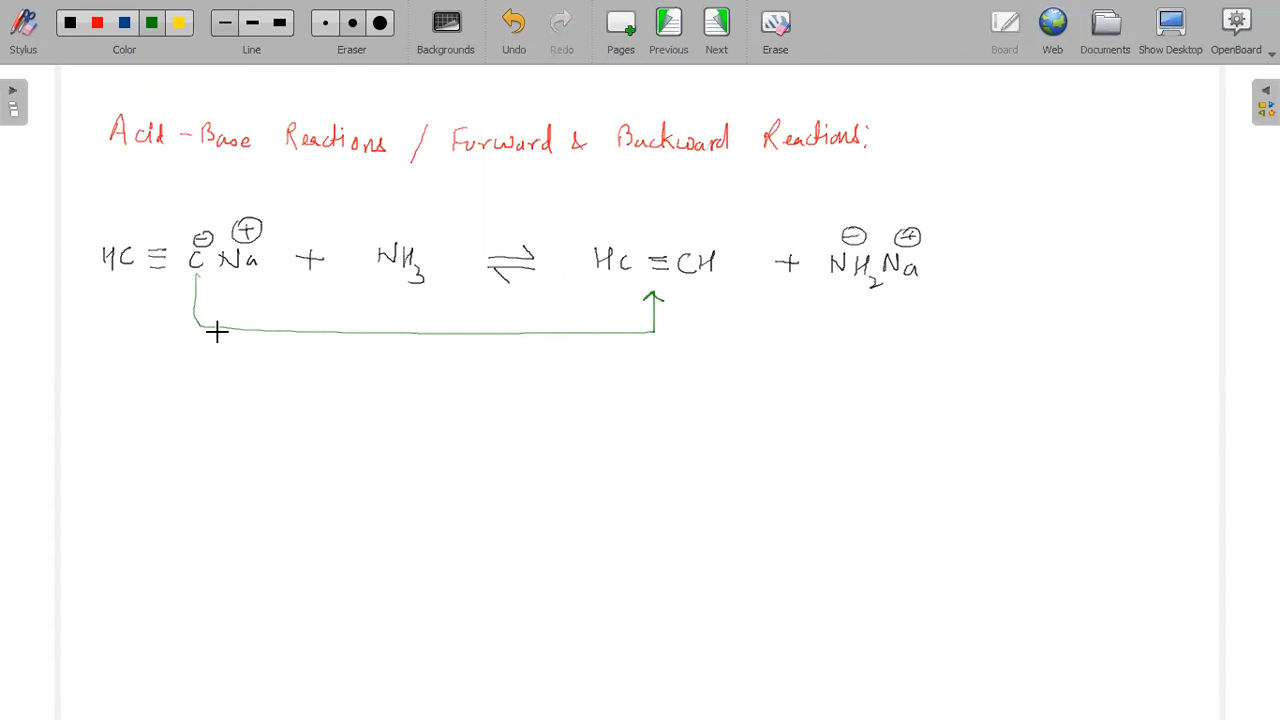 Stylus Color Line Eraser Backgrounds Undo Redo Pages Previous Next Erase Board Web Documents Show Desktop OpenBoard
Acid-Base Reactions / Forward & Backward Reactions:
HC ≡ C⊖ Na⊕ + NH3 ⇌ HC ≡ CH + NH2⊖ Na⊕